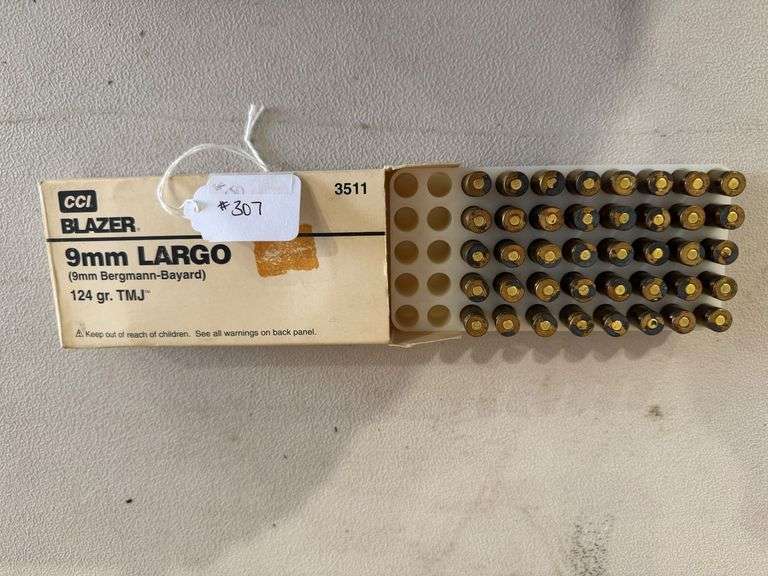 CCI
3511
#307
BLAZER®
9mm LARGO
(9mm Bergmann-Bayard)
124 gr. TMJ™
⚠ Keep out of reach of children. See all warnings on back panel.